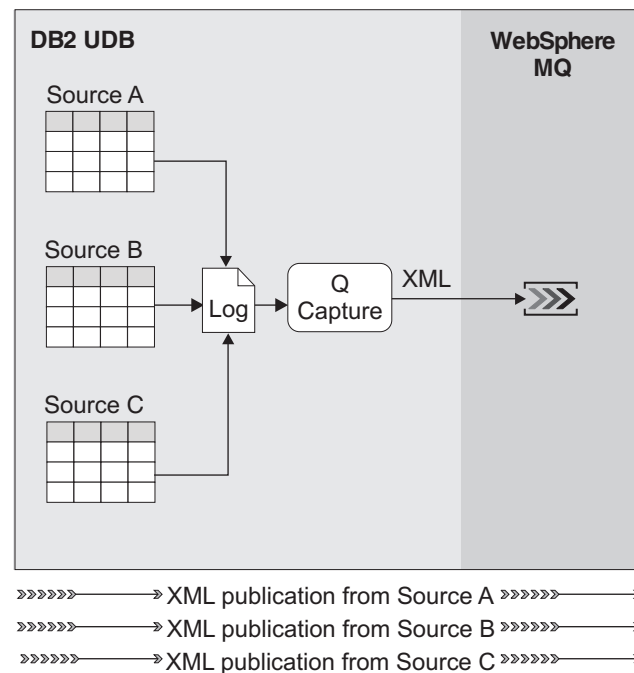 DB2 UDB
WebSphere
MQ
Source A
Source B
Log
Q
Capture
XML
Source C
XML publication from Source A
XML publication from Source B
XML publication from Source C